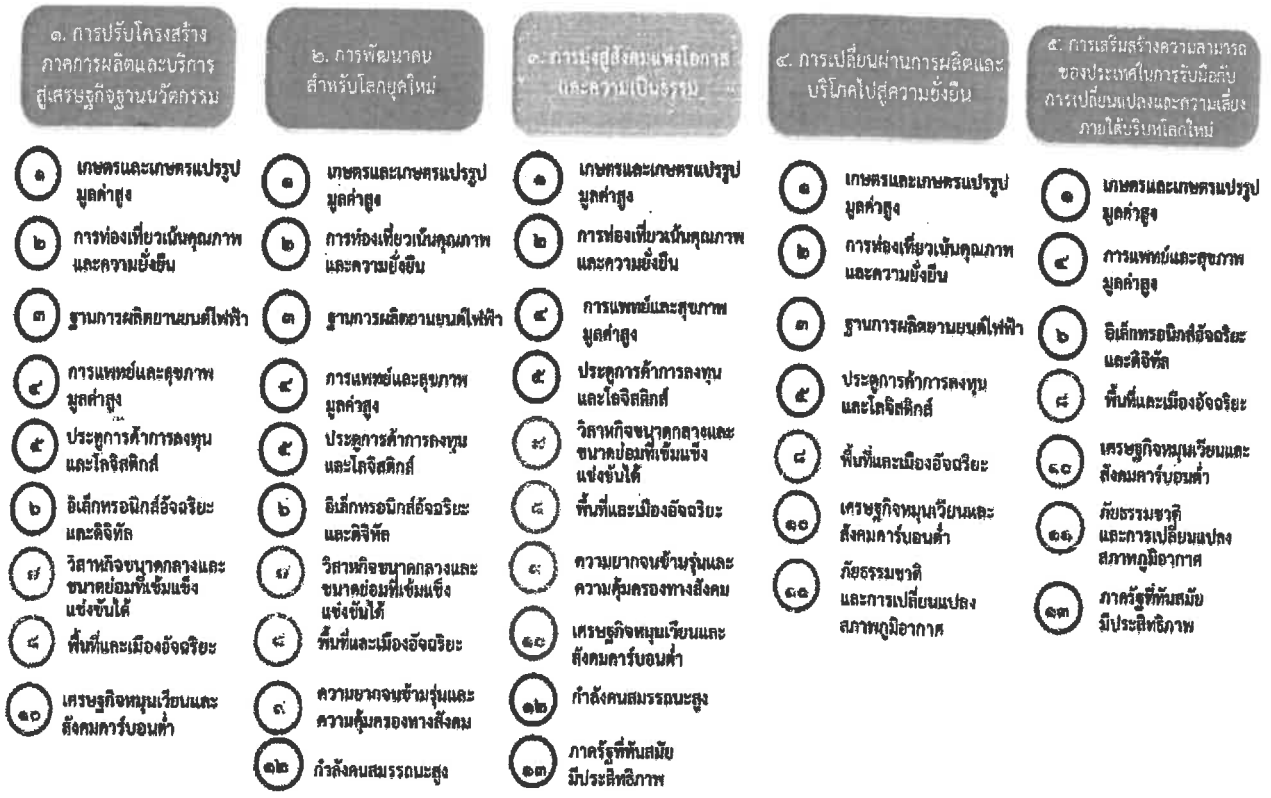 ๑. การปรับโครงสร้าง
ภาคการผลิตและบริการ
สู่เศรษฐกิจฐานนวัตกรรม
๑ เกษตรและเกษตรแปรรูป
มูลค่าสูง
๒ การท่องเที่ยวเน้นคุณภาพ
และความยั่งยืน
๓ ฐานการผลิตยานยนต์ไฟฟ้า
๔ การแพทย์และสุขภาพ
มูลค่าสูง
๕ ประตูการค้าการลงทุน
และโลจิสติกส์
๖ อิเล็กทรอนิกส์อัจฉริยะ
และดิจิทัล
๗ วิสาหกิจขนาดกลางและ
ขนาดย่อมที่เข้มแข็ง
แข่งขันได้
๘ พื้นที่และเมืองอัจฉริยะ
๑๐ เศรษฐกิจหมุนเวียนและ
สังคมคาร์บอนต่ำ
๒. การพัฒนาคน
สำหรับโลกยุคใหม่
๑ เกษตรและเกษตรแปรรูป
มูลค่าสูง
๒ การท่องเที่ยวเน้นคุณภาพ
และความยั่งยืน
๓ ฐานการผลิตยานยนต์ไฟฟ้า
๔ การแพทย์และสุขภาพ
มูลค่าสูง
๕ ประตูการค้าการลงทุน
และโลจิสติกส์
๖ อิเล็กทรอนิกส์อัจฉริยะ
และดิจิทัล
๗ วิสาหกิจขนาดกลางและ
ขนาดย่อมที่เข้มแข็ง
แข่งขันได้
๘ พื้นที่และเมืองอัจฉริยะ
๙ ความยากจนข้ามรุ่นและ
ความคุ้มครองทางสังคม
๑๒ กำลังคนสมรรถนะสูง
๓. การมุ่งสู่สังคมแห่งโอกาส
และความเป็นธรรม
๑ เกษตรและเกษตรแปรรูป
มูลค่าสูง
๒ การท่องเที่ยวเน้นคุณภาพ
และความยั่งยืน
๔ การแพทย์และสุขภาพ
มูลค่าสูง
๕ ประตูการค้าการลงทุน
และโลจิสติกส์
๗ วิสาหกิจขนาดกลางและ
ขนาดย่อมที่เข้มแข็ง
แข่งขันได้
๘ พื้นที่และเมืองอัจฉริยะ
๙ ความยากจนข้ามรุ่นและ
ความคุ้มครองทางสังคม
๑๐ เศรษฐกิจหมุนเวียนและ
สังคมคาร์บอนต่ำ
๑๒ กำลังคนสมรรถนะสูง
๑๓ ภาครัฐที่ทันสมัย
มีประสิทธิภาพ
๔. การเปลี่ยนผ่านการผลิตและ
บริโภคไปสู่ความยั่งยืน
๑ เกษตรและเกษตรแปรรูป
มูลค่าสูง
๒ การท่องเที่ยวเน้นคุณภาพ
และความยั่งยืน
๓ ฐานการผลิตยานยนต์ไฟฟ้า
๕ ประตูการค้าการลงทุน
และโลจิสติกส์
๘ พื้นที่และเมืองอัจฉริยะ
๑๐ เศรษฐกิจหมุนเวียนและ
สังคมคาร์บอนต่ำ
๑๑ ภัยธรรมชาติ
และการเปลี่ยนแปลง
สภาพภูมิอากาศ
๕. การเสริมสร้างความสามารถ
ของประเทศในการรับมือกับ
การเปลี่ยนแปลงและความเสี่ยง
ภายใต้บริบทโลกใหม่
๑ เกษตรและเกษตรแปรรูป
มูลค่าสูง
๔ การแพทย์และสุขภาพ
มูลค่าสูง
๖ อิเล็กทรอนิกส์อัจฉริยะ
และดิจิทัล
๘ พื้นที่และเมืองอัจฉริยะ
๑๐ เศรษฐกิจหมุนเวียนและ
สังคมคาร์บอนต่ำ
๑๑ ภัยธรรมชาติ
และการเปลี่ยนแปลง
สภาพภูมิอากาศ
๑๓ ภาครัฐที่ทันสมัย
มีประสิทธิภาพ